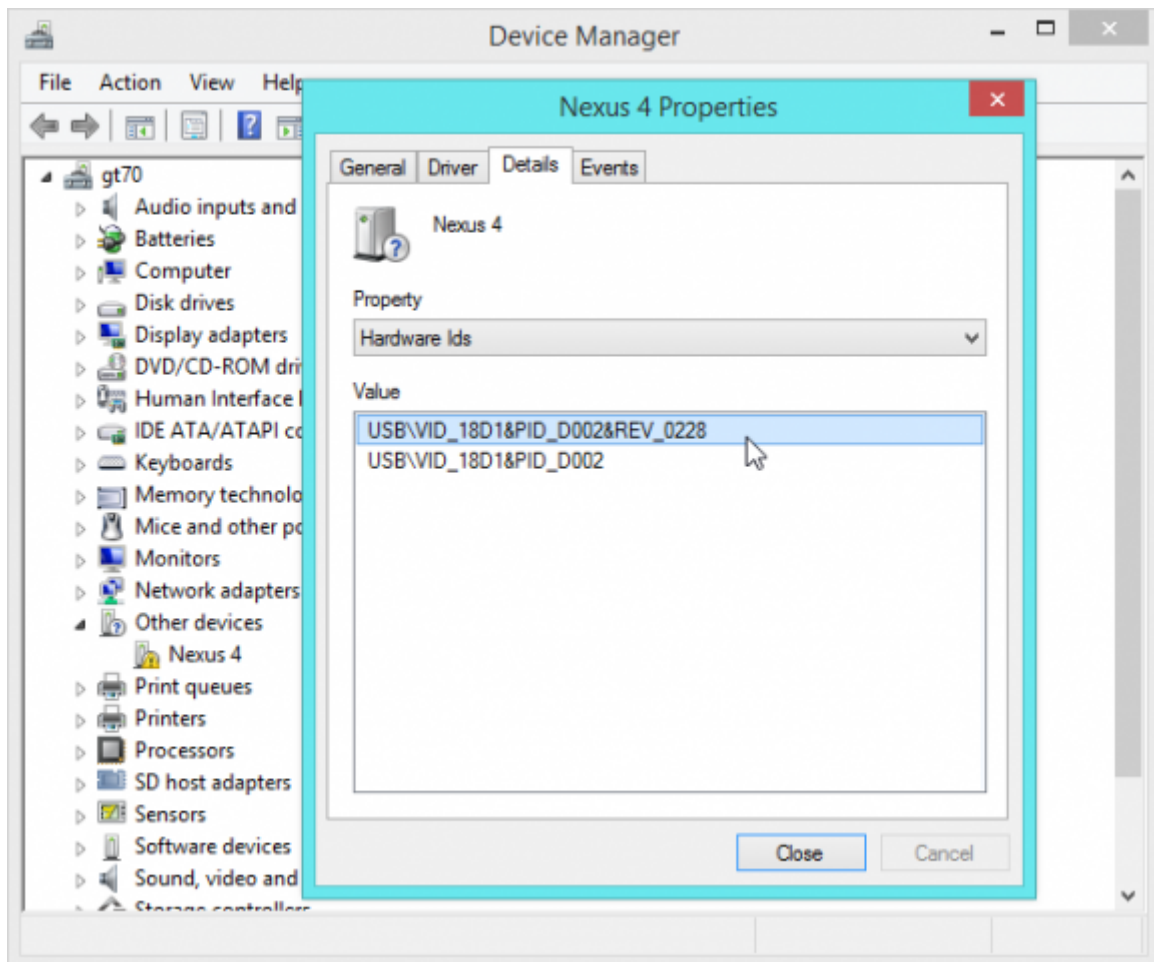 Device Manager
File Action View Help
Nexus 4 Properties
gt70
Audio inputs and
Batteries
Computer
Disk drives
Display adapters
DVD/CD-ROM dri
Human Interface
IDE ATA/ATAPI co
Keyboards
Memory technolo
Mice and other po
Monitors
Network adapters
Other devices
Nexus 4
Print queues
Printers
Processors
SD host adapters
Sensors
Software devices
Sound, video and
Storage controllers
General Driver Details Events
Nexus 4
Property
Hardware Ids
Value
USB\VID_18D1&PID_D002&REV_0228
USB\VID_18D1&PID_D002
Close Cancel